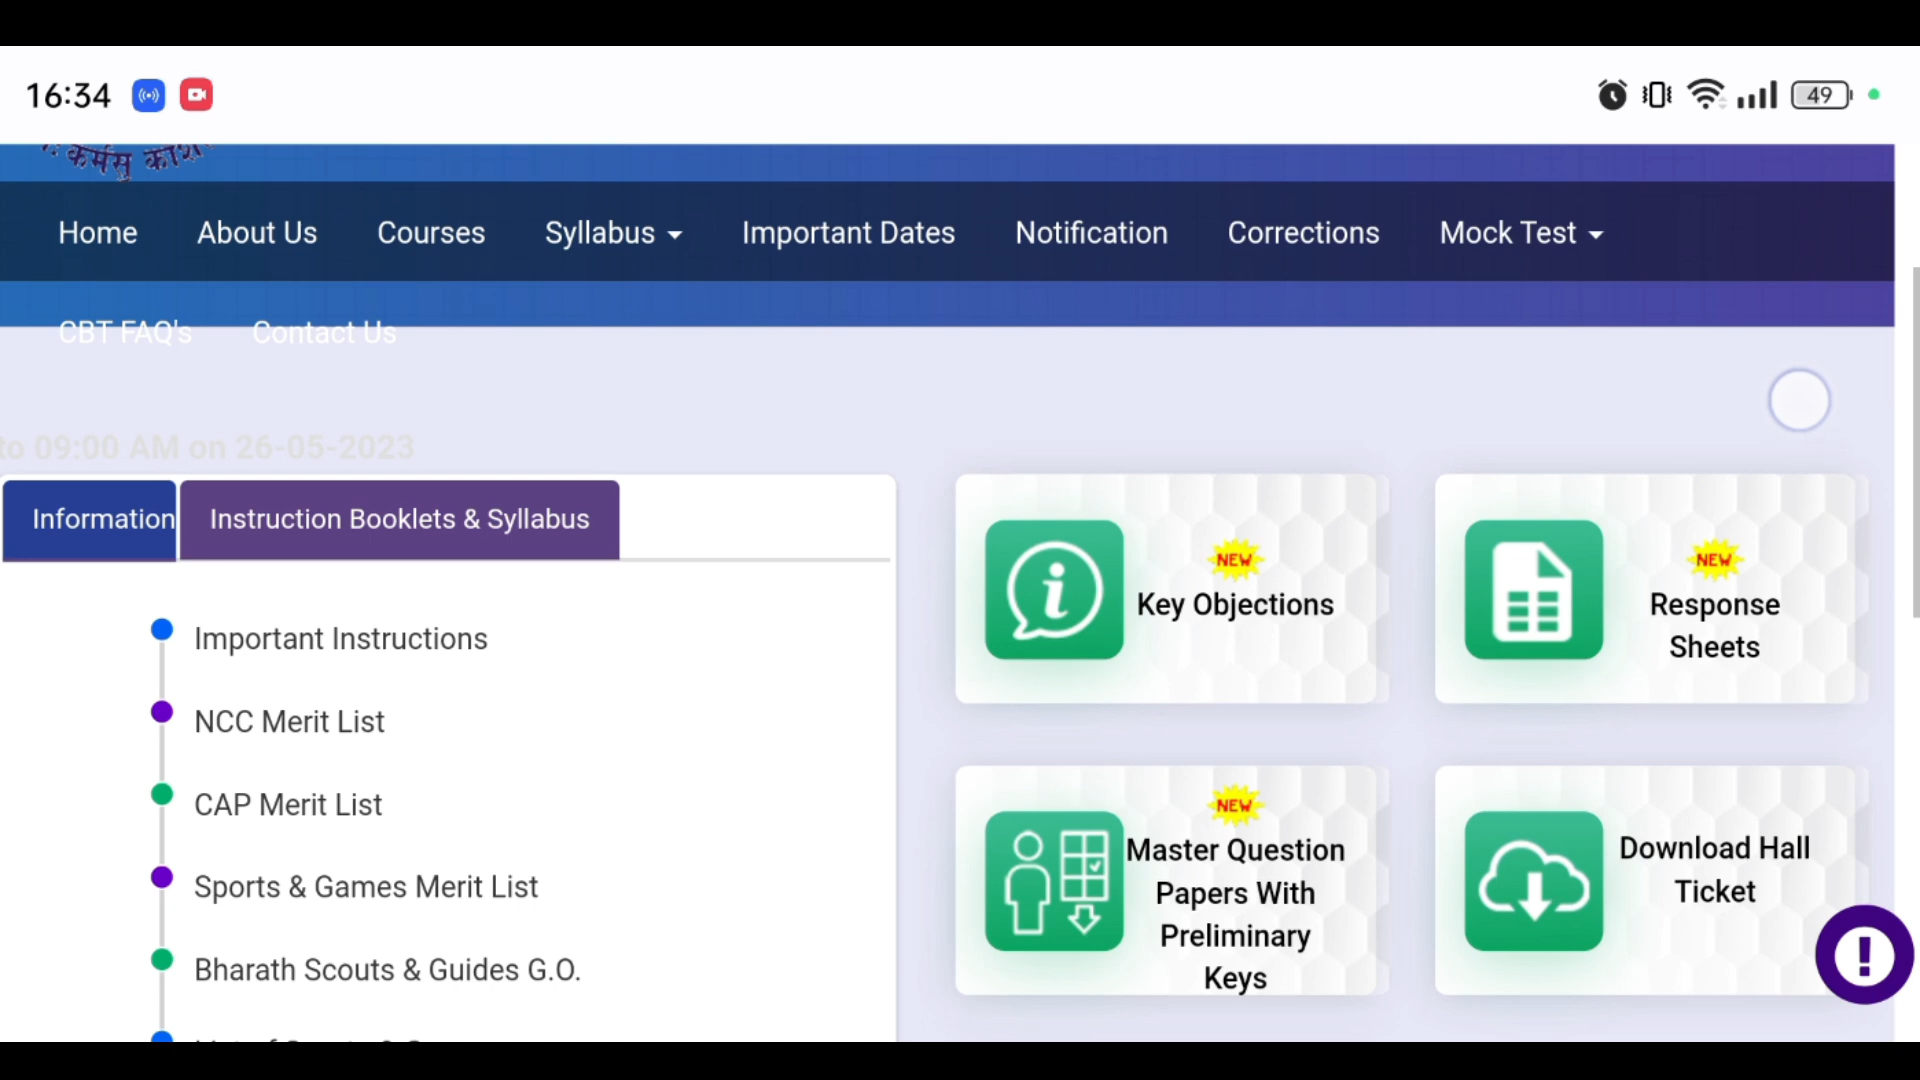 16:34
49
कर्मसु
Home About Us Courses Syllabus Important Dates Notification Corrections Mock Test
CBT FAQ's Contact Us
to 09:00 AM on 26-05-2023
Information Instruction Booklets & Syllabus
Important Instructions
NCC Merit List
CAP Merit List
Sports & Games Merit List
Bharath Scouts & Guides G.O.
NEW
Key Objections
NEW
Response
Sheets
NEW
Master Question
Papers With
Preliminary
Keys
Download Hall
Ticket